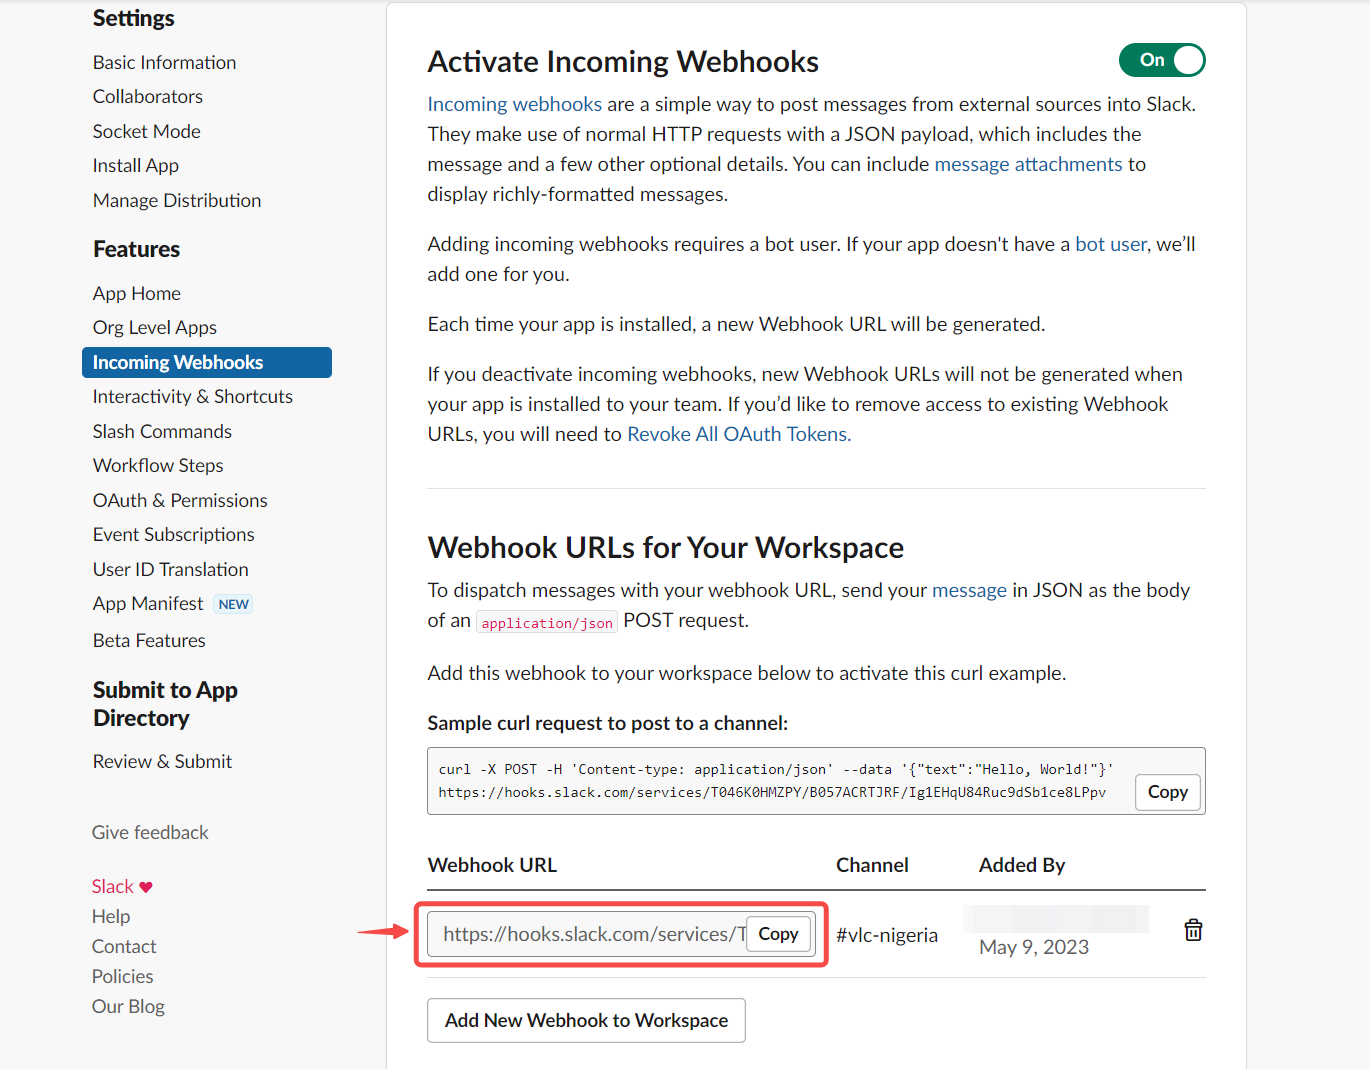 Settings
Basic Information
Collaborators
Socket Mode
Install App
Manage Distribution
Features
App Home
Org Level Apps
Incoming Webhooks
Interactivity & Shortcuts
Slash Commands
Workflow Steps
OAuth & Permissions
Event Subscriptions
User ID Translation
App Manifest NEW
Beta Features
Submit to App
Directory
Review & Submit
Give feedback
Slack ♥
Help
Contact
Policies
Our Blog
Activate Incoming Webhooks
On
Incoming webhooks are a simple way to post messages from external sources into Slack.
They make use of normal HTTP requests with a JSON payload, which includes the
message and a few other optional details. You can include message attachments to
display richly-formatted messages.
Adding incoming webhooks requires a bot user. If your app doesn't have a bot user, we’ll
add one for you.
Each time your app is installed, a new Webhook URL will be generated.
If you deactivate incoming webhooks, new Webhook URLs will not be generated when
your app is installed to your team. If you’d like to remove access to existing Webhook
URLs, you will need to Revoke All OAuth Tokens.
Webhook URLs for Your Workspace
To dispatch messages with your webhook URL, send your message in JSON as the body
of an application/json POST request.
Add this webhook to your workspace below to activate this curl example.
Sample curl request to post to a channel:
curl -X POST -H 'Content-type: application/json' --data '{"text":"Hello, World!"}'
https://hooks.slack.com/services/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
Copy
Webhook URL Channel Added By
https://hooks.slack.com/services/T Copy #vlc-nigeria
May 9, 2023
Add New Webhook to Workspace